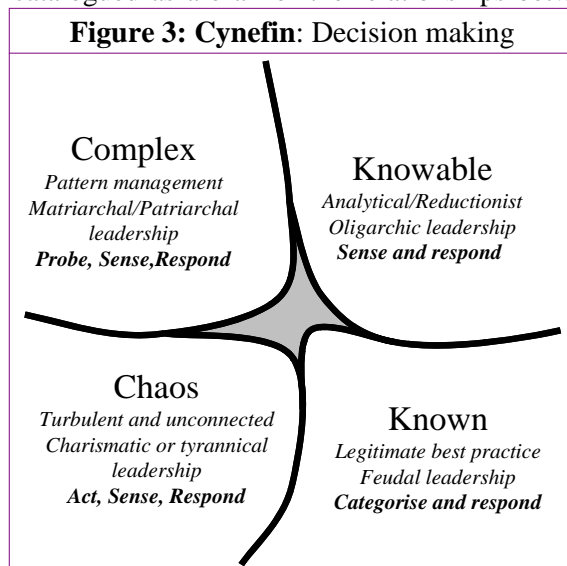 Figure 3: Cynefin: Decision making
Complex
Pattern management
Matriarchal/Patriarchal
leadership
Probe, Sense,Respond
Knowable
Analytical/Reductionist
Oligarchic leadership
Sense and respond
Chaos
Turbulent and unconnected
Charismatic or tyrannical
leadership
Act, Sense, Respond
Known
Legitimate best practice
Feudal leadership
Categorise and respond